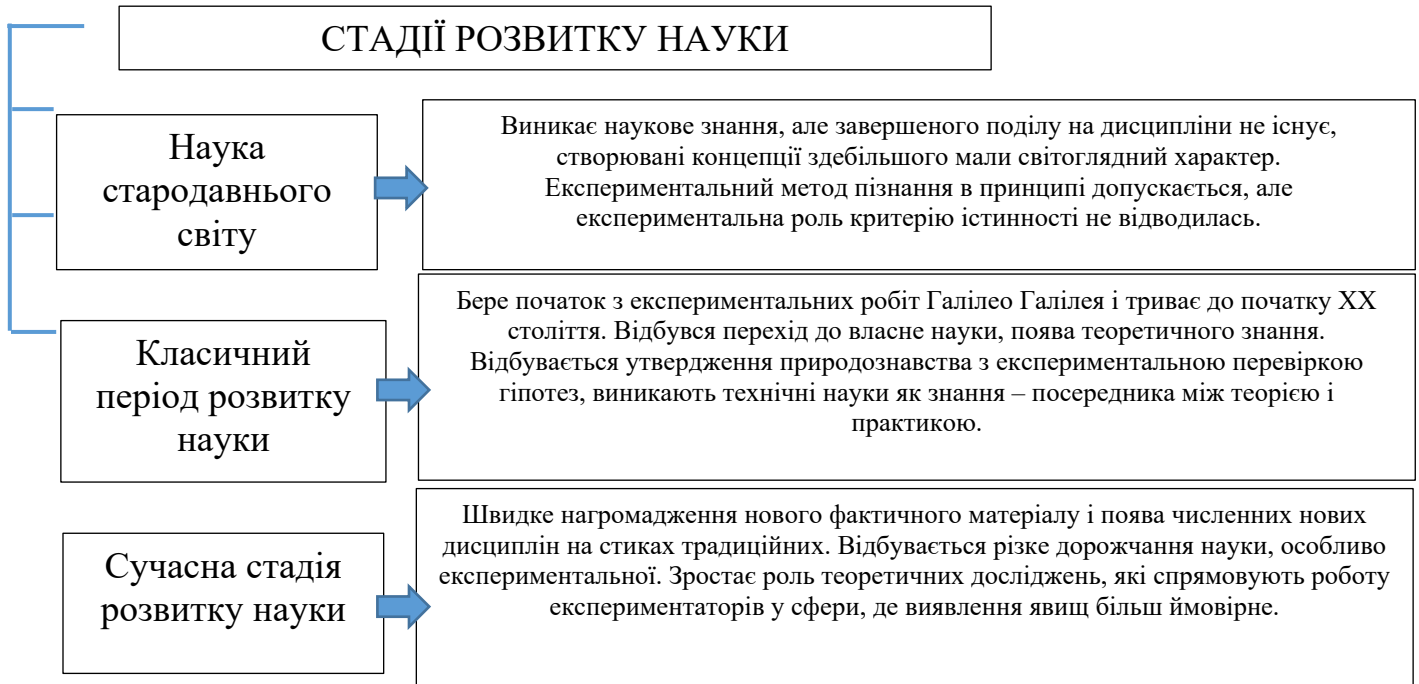 СТАДІЇ РОЗВИТКУ НАУКИ
Наука
стародавнього
світу
Виникає наукове знання, але завершеного поділу на дисципліни не існує,
створювані концепції здебільшого мали світоглядний характер.
Експериментальний метод пізнання в принципі допускається, але
експериментальна роль критерію істинності не відводилась.
Класичний
період розвитку
науки
Бере початок з експериментальних робіт Галілео Галілея і триває до початку ХХ
століття. Відбувся перехід до власне науки, поява теоретичного знання.
Відбувається утвердження природознавства з експериментальною перевіркою
гіпотез, виникають технічні науки як знання – посередника між теорією і
практикою.
Сучасна стадія
розвитку науки
Швидке нагромадження нового фактичного матеріалу і поява численних нових
дисциплін на стиках традиційних. Відбувається різке дорожчання науки, особливо
експериментальної. Зростає роль теоретичних досліджень, які спрямовують роботу
експериментаторів у сфери, де виявлення явищ більш ймовірне.